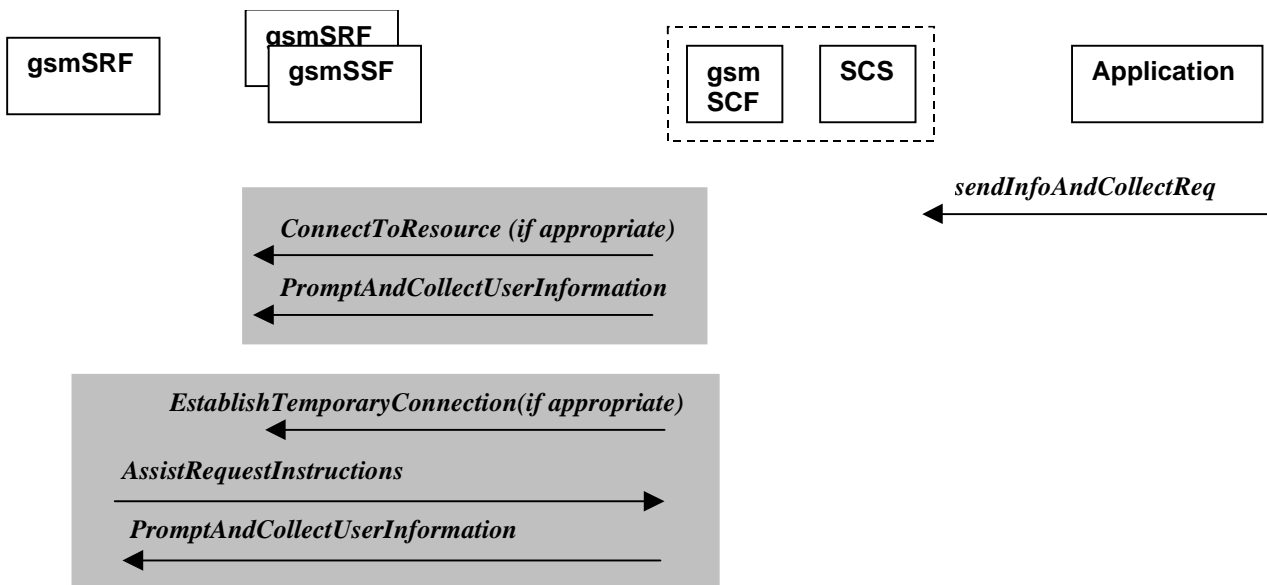 gsmSRF
gsmSRF
gsmSSF
gsm
SCF
SCS
Application
sendInfoAndCollectReq
ConnectToResource (if appropriate)
PromptAndCollectUserInformation
EstablishTemporaryConnection(if appropriate)
AssistRequestInstructions
PromptAndCollectUserInformation